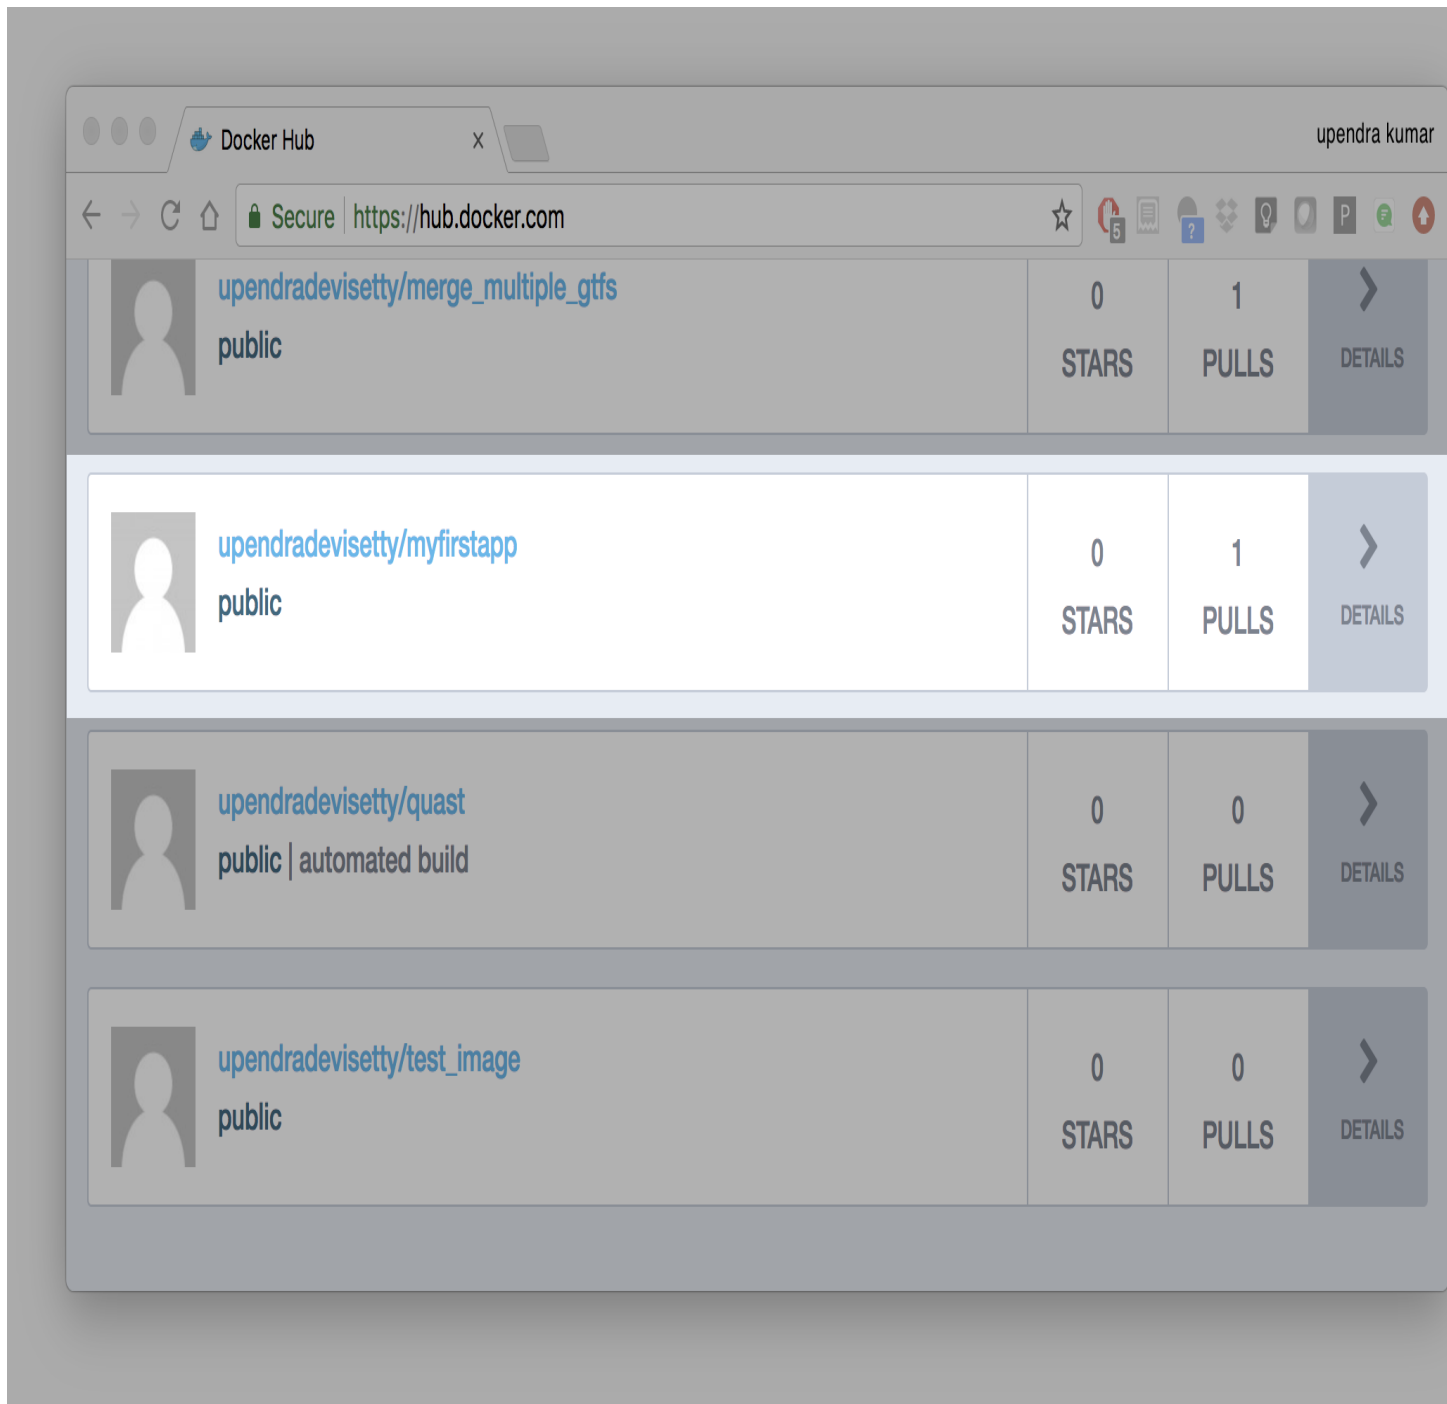 Docker Hub
upendra kumar
Secure https://hub.docker.com
5
?
P
upendradevisetty/merge_multiple_gtfs
public
0
STARS
1
PULLS
DETAILS
upendradevisetty/myfirstapp
public
0
STARS
1
PULLS
DETAILS
upendradevisetty/quast
public | automated build
0
STARS
0
PULLS
DETAILS
upendradevisetty/test_image
public
0
STARS
0
PULLS
DETAILS